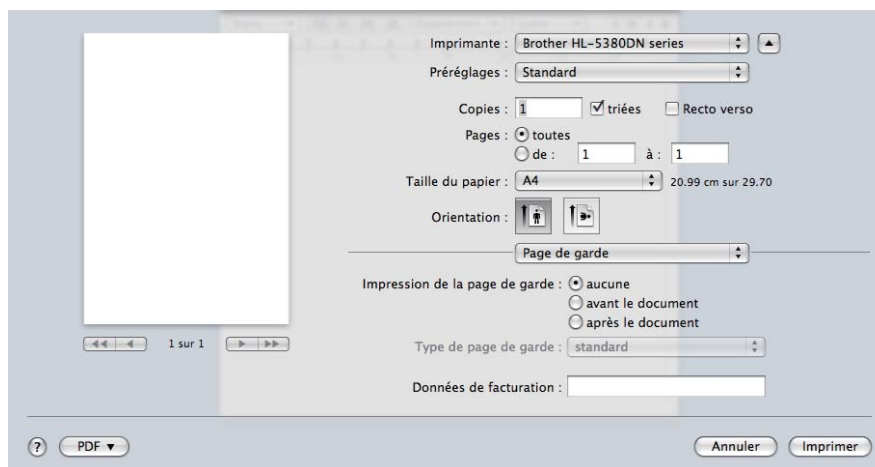 Imprimante : Brother HL-5380DN series
Préréglages : Standard
Copies : 1 triées Recto verso
Pages : toutes
de : 1 à : 1
Taille du papier : A4 20.99 cm sur 29.70
Orientation :
Page de garde
Impression de la page de garde : aucune
avant le document
après le document
1 sur 1
Type de page de garde : standard
Données de facturation :
? PDF Annuler Imprimer